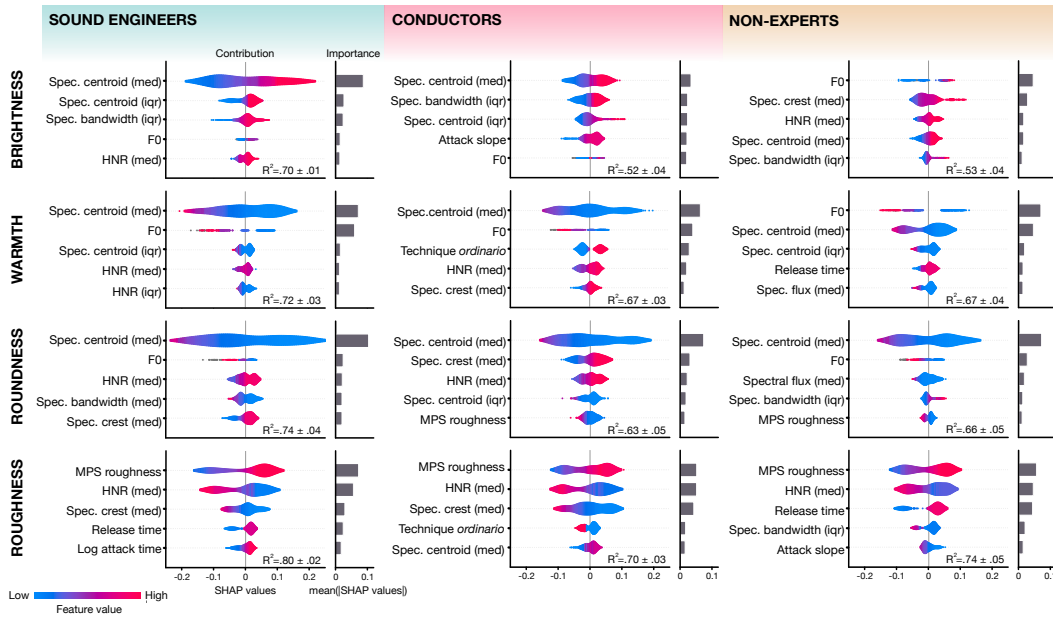 SOUND ENGINEERS
CONDUCTORS
NON-EXPERTS
Contribution
Importance
BRIGHTNESS
Spec. centroid (med)
Spec. centroid (iqr)
Spec. bandwidth (iqr)
F0
HNR (med)
R²=.70 ± .01
Spec. centroid (med)
Spec. bandwidth (iqr)
Spec. centroid (iqr)
Attack slope
F0
R²=.52 ± .04
F0
Spec. crest (med)
HNR (med)
Spec. centroid (med)
Spec. bandwidth (iqr)
R²=.53 ± .04
WARMTH
Spec. centroid (med)
F0
Spec. centroid (iqr)
HNR (med)
HNR (iqr)
R²=.72 ± .03
Spec.centroid (med)
F0
Technique ordinario
HNR (med)
Spec. crest (med)
R²=.67 ± .03
F0
Spec. centroid (med)
Spec. centroid (iqr)
Release time
Spec. flux (med)
R²=.67 ± .04
ROUNDNESS
Spec. centroid (med)
F0
HNR (med)
Spec. bandwidth (med)
Spec. crest (med)
R²=.74 ± .04
Spec. centroid (med)
Spec. crest (med)
HNR (med)
Spec. centroid (iqr)
MPS roughness
R²=.63 ± .05
Spec. centroid (med)
F0
Spectral flux (med)
Spec. bandwidth (iqr)
MPS roughness
R²=.66 ± .05
ROUGHNESS
MPS roughness
HNR (med)
Spec. crest (med)
Release time
Log attack time
R²=.80 ± .02
MPS roughness
HNR (med)
Spec. crest (med)
Technique ordinario
Spec. centroid (med)
R²=.70 ± .03
MPS roughness
HNR (med)
Release time
Spec. bandwidth (iqr)
Attack slope
R²=.74 ± .05
-0.2 -0.1 0 0.1 0.2 0 0.1
-0.2 -0.1 0 0.1 0.2 0 0.1
-0.2 -0.1 0 0.1 0.2 0 0.1
SHAP values
mean(|SHAP values|)
Low
High
Feature value